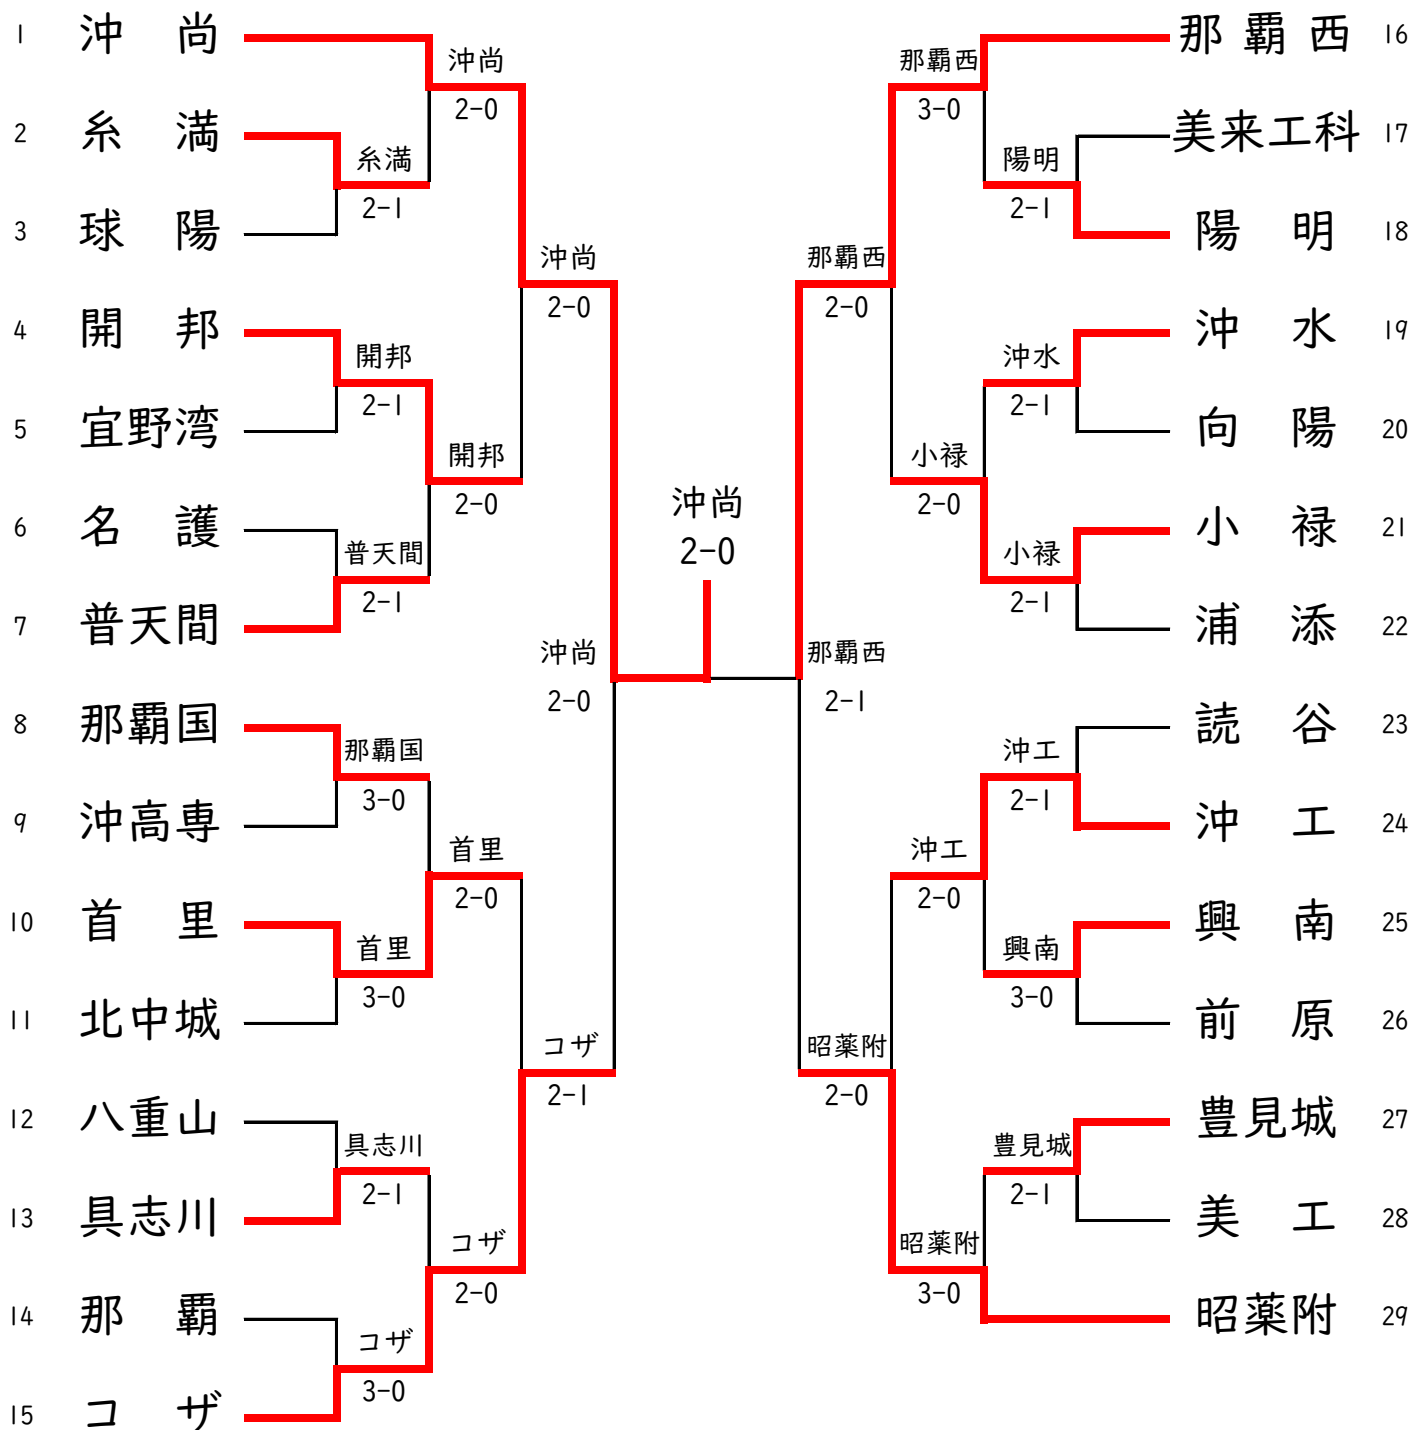 1 沖尚
2 糸満
3 球陽
4 開邦
5 宜野湾
6 名護
7 普天間
8 那覇国
9 沖高専
10 首里
11 北中城
12 八重山
13 具志川
14 那覇
15 コザ
糸満
2-1
開邦
2-1
普天間
2-1
那覇国
3-0
首里
3-0
具志川
2-1
コザ
3-0
沖尚
2-0
開邦
2-0
首里
2-0
コザ
2-0
沖尚
2-0
コザ
2-1
沖尚
2-0
沖尚
2-0
那覇西
2-1
那覇西
2-0
昭薬附
2-0
那覇西
3-0
小禄
2-0
沖工
2-0
昭薬附
3-0
陽明
2-1
沖水
2-1
小禄
2-1
沖工
2-1
興南
3-0
豊見城
2-1
那覇西 16
美来工科 17
陽明 18
沖水 19
向陽 20
小禄 21
浦添 22
読谷 23
沖工 24
興南 25
前原 26
豊見城 27
美工 28
昭薬附 29